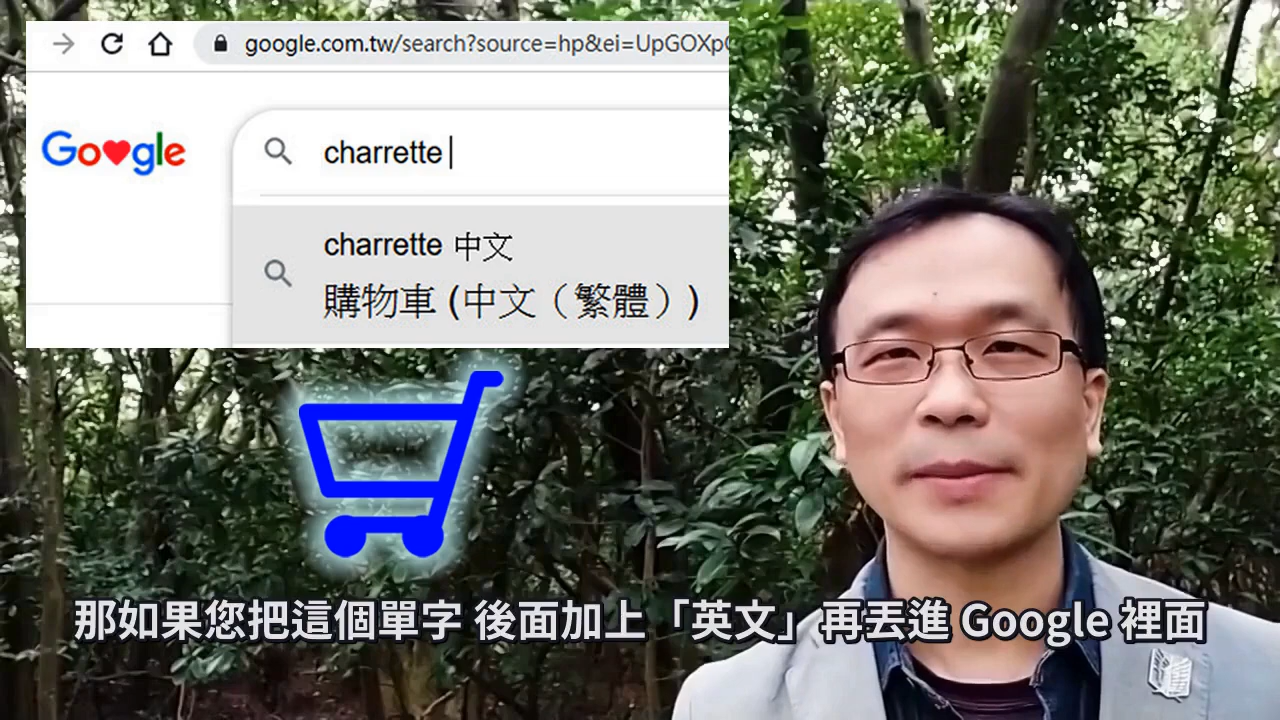 google.com.tw/search?source=hp&ei=UpGOXp
Google
charrette
charrette 中文
購物車 (中文（繁體）)
那如果您把這個單字 後面加上「英文」再丟進 Google 裡面